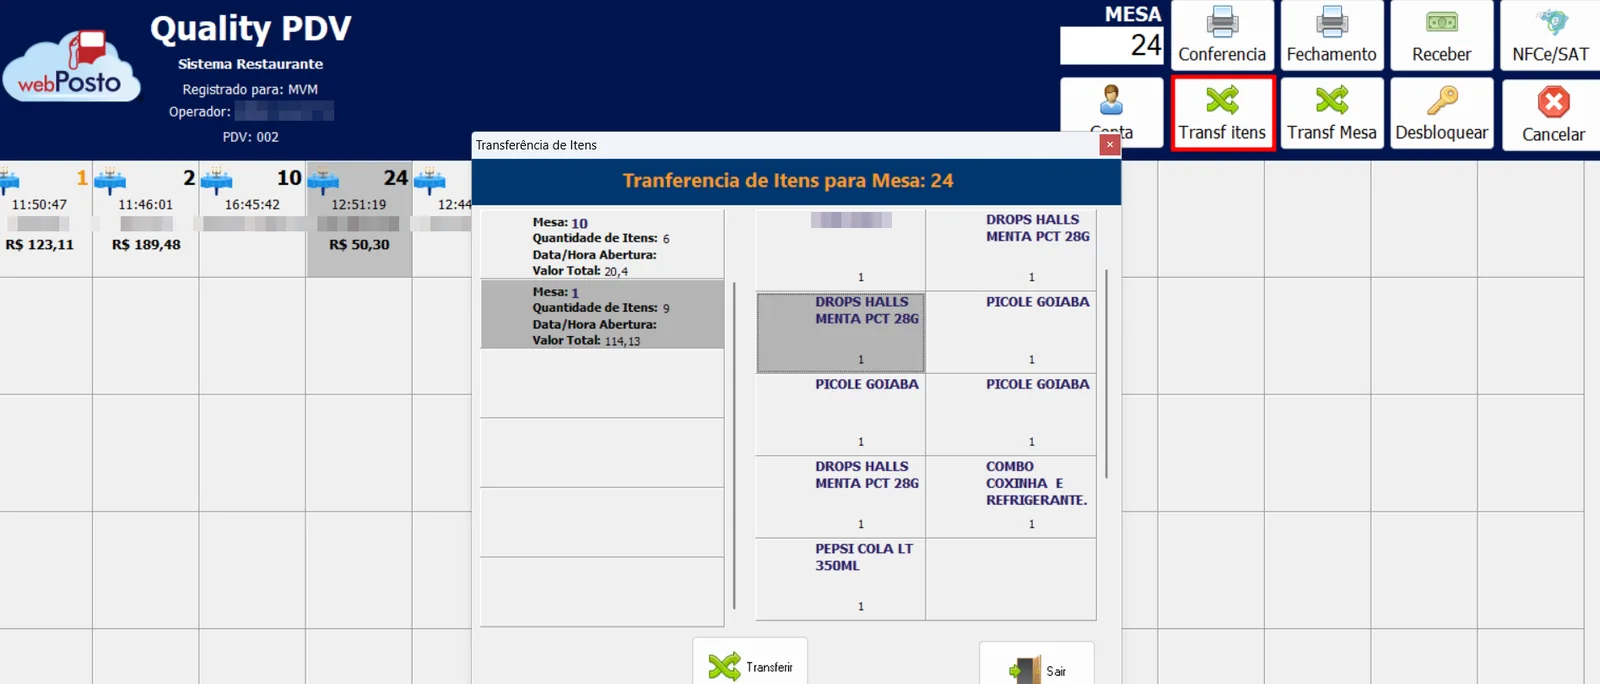 webPosto
Quality PDV
Sistema Restaurante
Registrado para: MVM
Operador:
PDV: 002
MESA
24
Conferencia
Fechamento
Receber
NFCe/SAT
Conta
Transf itens
Transf Mesa
Desbloquear
Cancelar
1
11:50:47
R$ 123,11
2
11:46:01
R$ 189,48
10
16:45:42
24
12:51:19
R$ 50,30
12:44
Transferência de Itens
Tranferencia de Itens para Mesa: 24
Mesa: 10
Quantidade de Itens: 6
Data/Hora Abertura:
Valor Total: 20,4
Mesa: 1
Quantidade de Itens: 9
Data/Hora Abertura:
Valor Total: 114,13
1
DROPS HALLS
MENTA PCT 28G
1
DROPS HALLS
MENTA PCT 28G
1
PICOLE GOIABA
1
PICOLE GOIABA
1
PICOLE GOIABA
1
DROPS HALLS
MENTA PCT 28G
1
COMBO
COXINHA E
REFRIGERANTE.
1
PEPSI COLA LT
350ML
1
Transferir
Sair